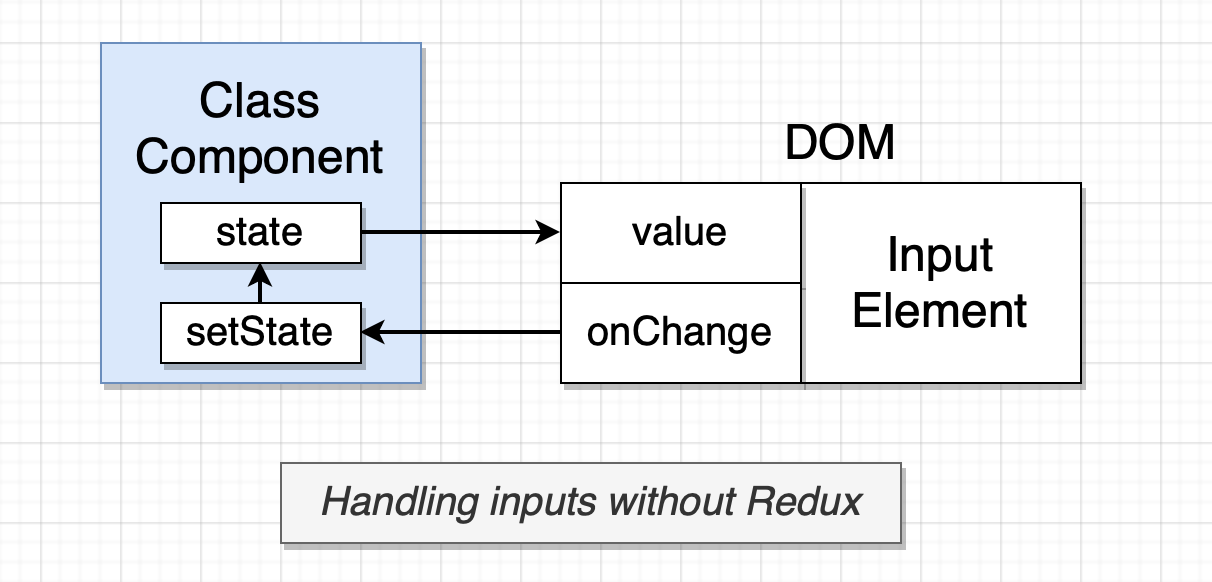 Class
Component
state
setState
DOM
value
onChange
Input
Element
Handling inputs without Redux